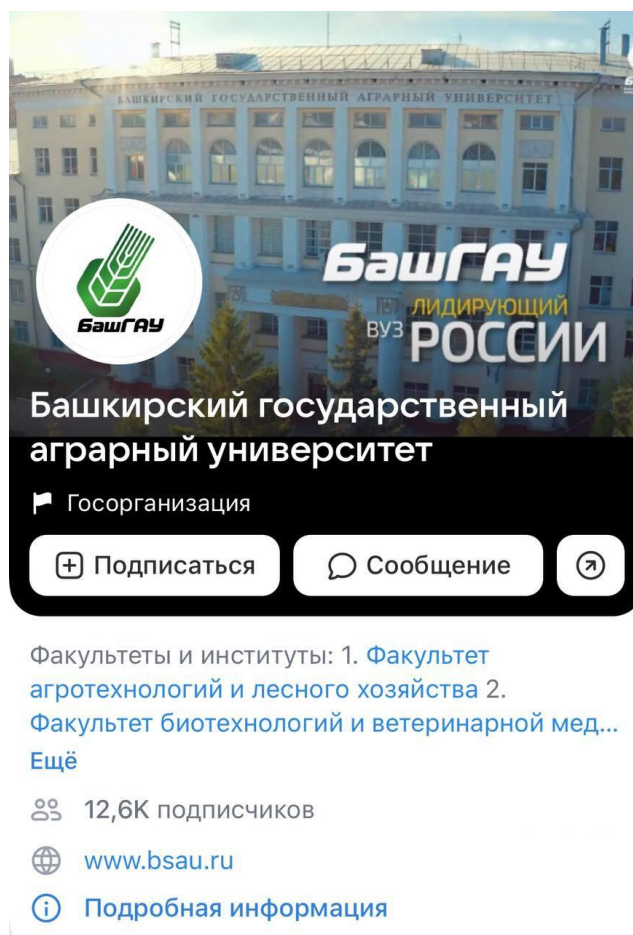 БАШКИРСКИЙ ГОСУДАРСТВЕННЫЙ АГРАРНЫЙ УНИВЕРСИТЕТ
БашГАУ
БашГАУ
ЛИДИРУЮЩИЙ
ВУЗ РОССИИ
Башкирский государственный
аграрный университет
Госорганизация
Подписаться
Сообщение
Факультеты и институты: 1. Факультет
агротехнологий и лесного хозяйства 2.
Факультет биотехнологий и ветеринарной мед...
Ещё
12,6K подписчиков
www.bsau.ru
Подробная информация